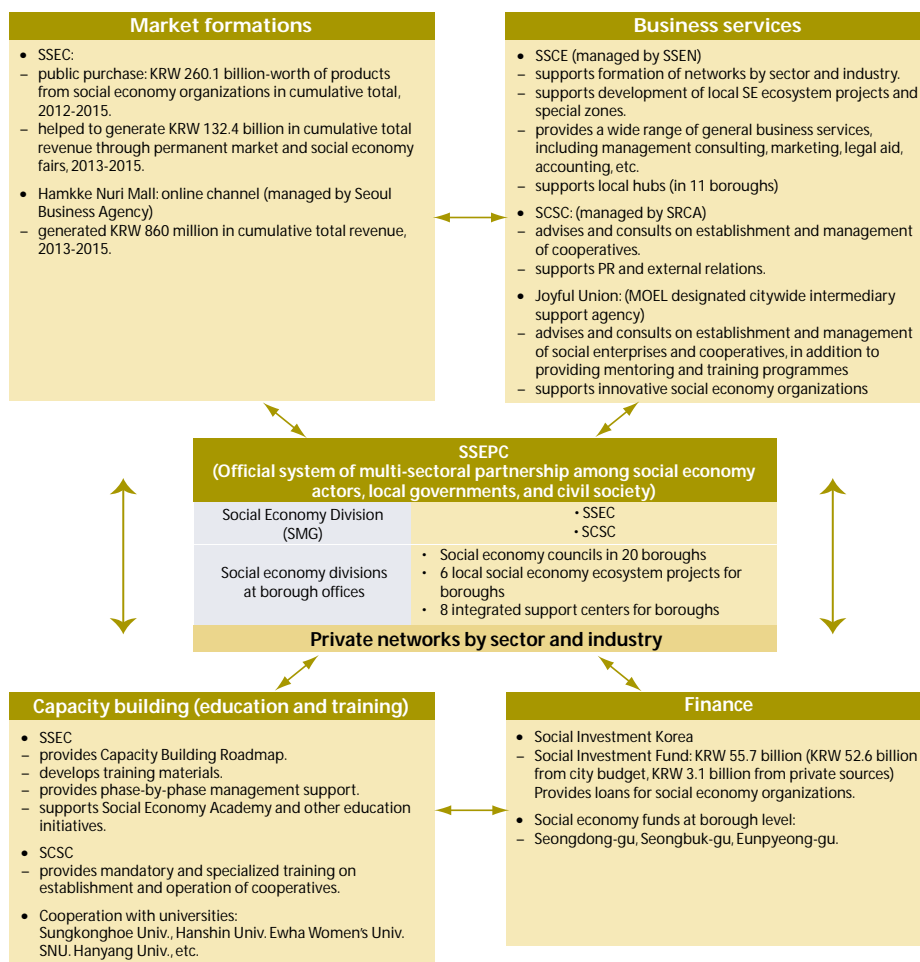 Market formations
• SSEC:
– public purchase: KRW 260.1 billion-worth of products
from social economy organizations in cumulative total,
2012-2015.
– helped to generate KRW 132.4 billion in cumulative total
revenue through permanent market and social economy
fairs, 2013-2015.
• Hamkke Nuri Mall: online channel (managed by Seoul
Business Agency)
– generated KRW 860 million in cumulative total revenue,
2013-2015.
Business services
• SSCE (managed by SSEN)
– supports formation of networks by sector and industry.
– supports development of local SE ecosystem projects and
special zones.
– provides a wide range of general business services,
including management consulting, marketing, legal aid,
accounting, etc.
– supports local hubs (in 11 boroughs)
• SCSC: (managed by SRCA)
– advises and consults on establishment and management
of cooperatives.
– supports PR and external relations.
• Joyful Union: (MOEL designated citywide intermediary
support agency)
– advises and consults on establishment and management
of social enterprises and cooperatives, in addition to
providing mentoring and training programmes
– supports innovative social economy organizations
SSEPC
(Official system of multi-sectoral partnership among social economy
actors, local governments, and civil society)
Social Economy Division
(SMG)
• SSEC
• SCSC
Social economy divisions
at borough offices
• Social economy councils in 20 boroughs
• 6 local social economy ecosystem projects for
boroughs
• 8 integrated support centers for boroughs
Private networks by sector and industry
Capacity building (education and training)
• SSEC
– provides Capacity Building Roadmap.
– develops training materials.
– provides phase-by-phase management support.
– supports Social Economy Academy and other education
initiatives.
• SCSC
– provides mandatory and specialized training on
establishment and operation of cooperatives.
• Cooperation with universities:
Sungkonghoe Univ., Hanshin Univ. Ewha Women's Univ.
SNU. Hanyang Univ., etc.
Finance
• Social Investment Korea
– Social Investment Fund: KRW 55.7 billion (KRW 52.6 billion
from city budget, KRW 3.1 billion from private sources)
Provides loans for social economy organizations.
• Social economy funds at borough level:
– Seongdong-gu, Seongbuk-gu, Eunpyeong-gu.